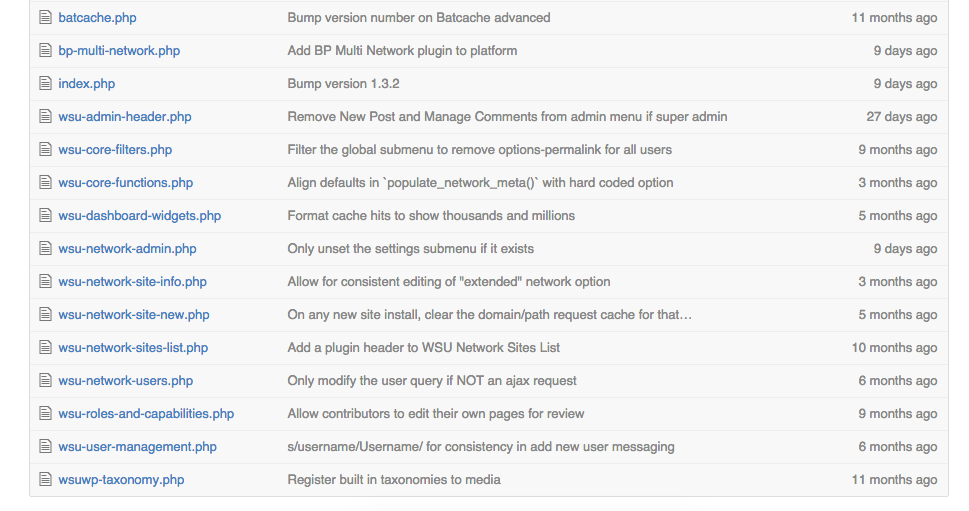 batcache.php Bump version number on Batcache advanced 11 months ago
bp-multi-network.php Add BP Multi Network plugin to platform 9 days ago
index.php Bump version 1.3.2 9 days ago
wsu-admin-header.php Remove New Post and Manage Comments from admin menu if super admin 27 days ago
wsu-core-filters.php Filter the global submenu to remove options-permalink for all users 9 months ago
wsu-core-functions.php Align defaults in `populate_network_meta()` with hard coded option 3 months ago
wsu-dashboard-widgets.php Format cache hits to show thousands and millions 5 months ago
wsu-network-admin.php Only unset the settings submenu if it exists 9 days ago
wsu-network-site-info.php Allow for consistent editing of "extended" network option 3 months ago
wsu-network-site-new.php On any new site install, clear the domain/path request cache for that… 5 months ago
wsu-network-sites-list.php Add a plugin header to WSU Network Sites List 10 months ago
wsu-network-users.php Only modify the user query if NOT an ajax request 6 months ago
wsu-roles-and-capabilities.php Allow contributors to edit their own pages for review 9 months ago
wsu-user-management.php s/username/Username/ for consistency in add new user messaging 6 months ago
wsuwp-taxonomy.php Register built in taxonomies to media 11 months ago